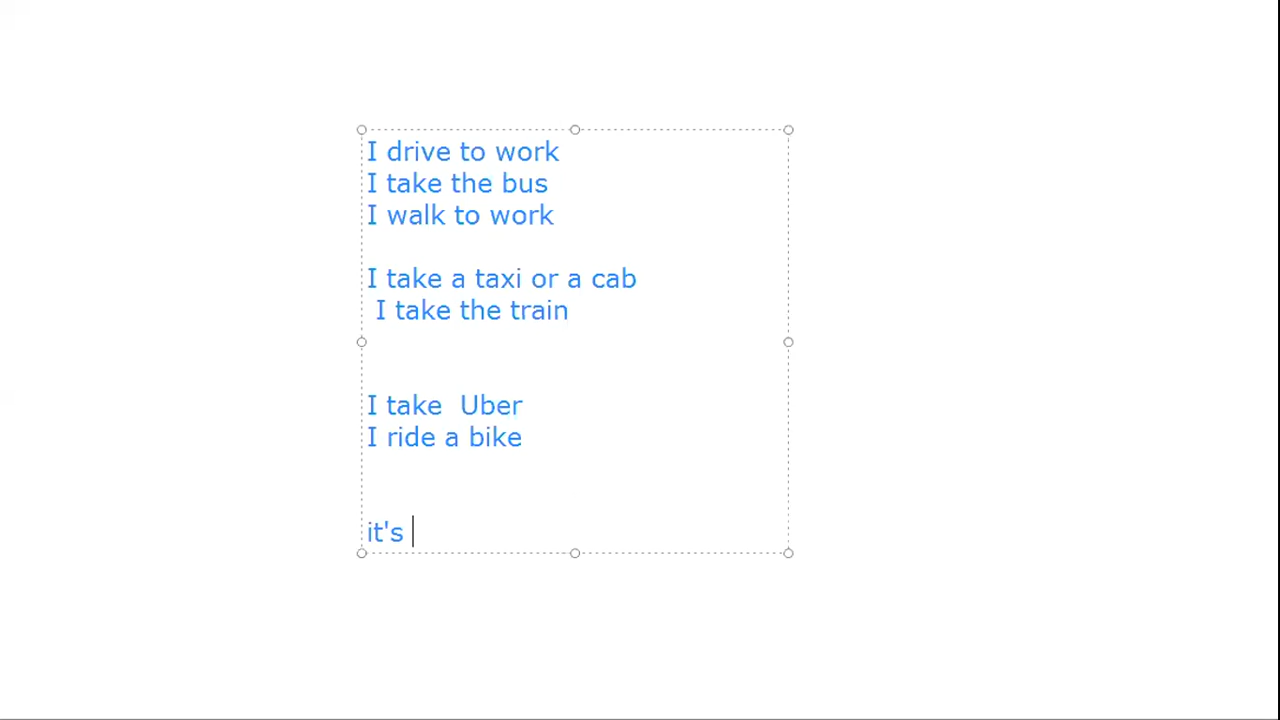 I drive to work
I take the bus
I walk to work
I take a taxi or a cab
I take the train
I take  Uber
I ride a bike
it's